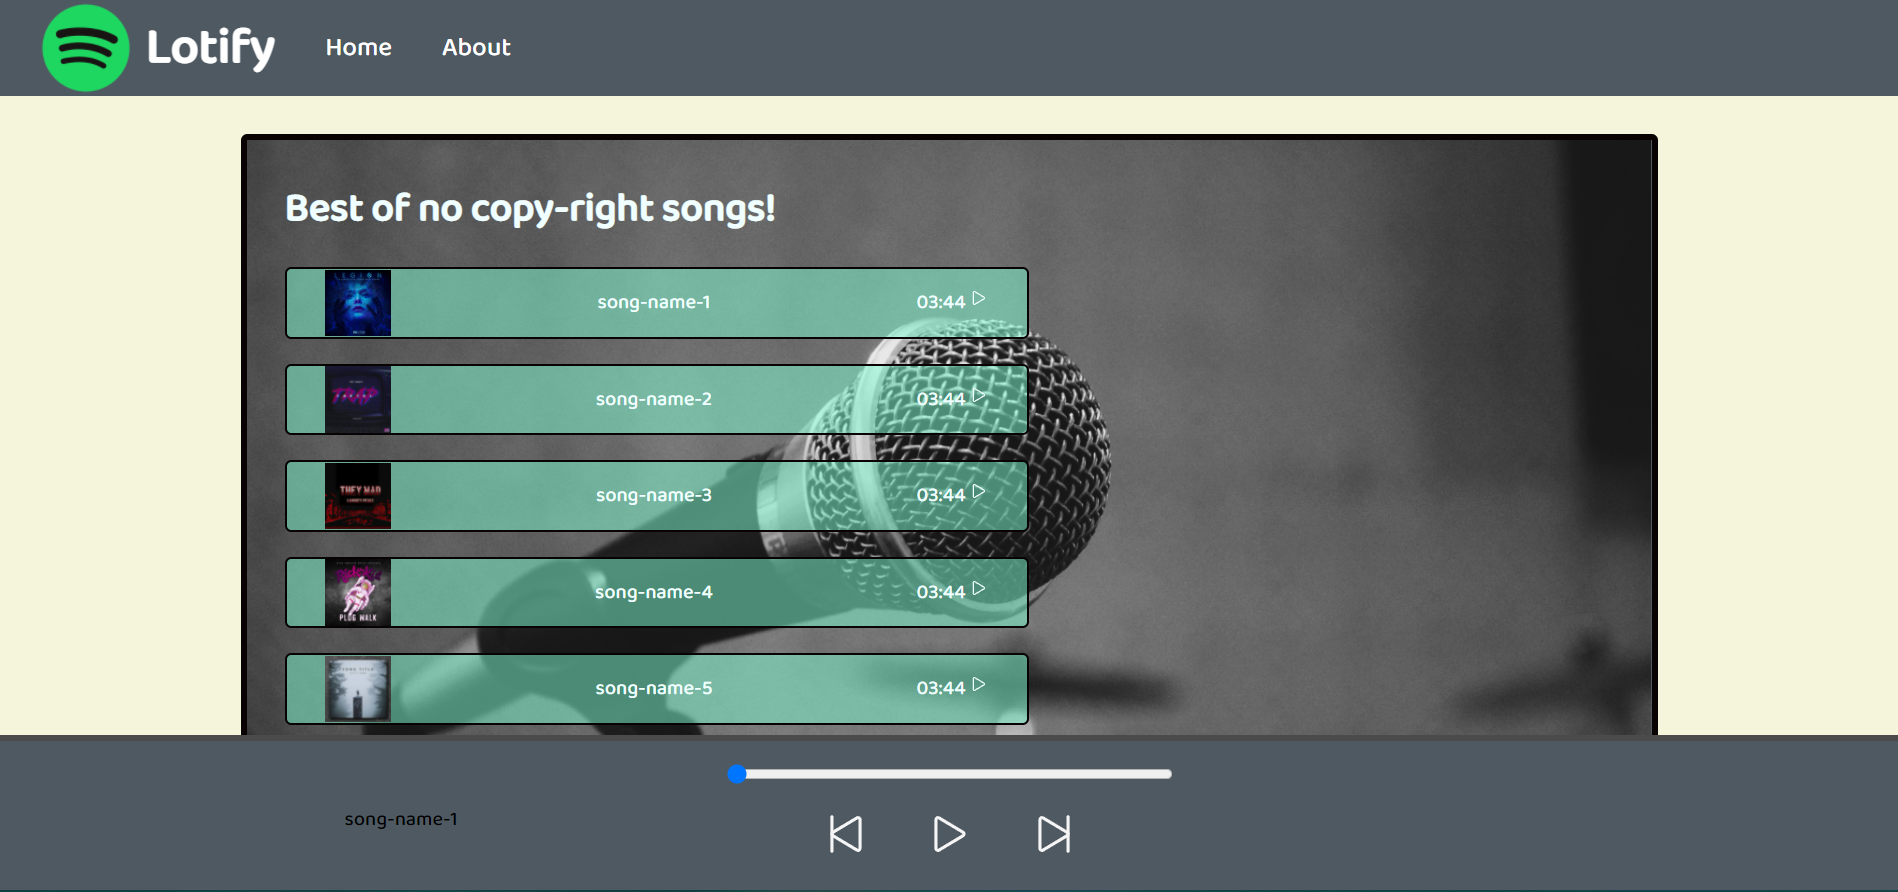 Lotify Home About
Best of no copy-right songs!
LEGION
song-name-1 03:44
song-name-2 03:44
THEY MAD
song-name-3 03:44
PLUG WALK
song-name-4 03:44
song-name-5 03:44
song-name-1